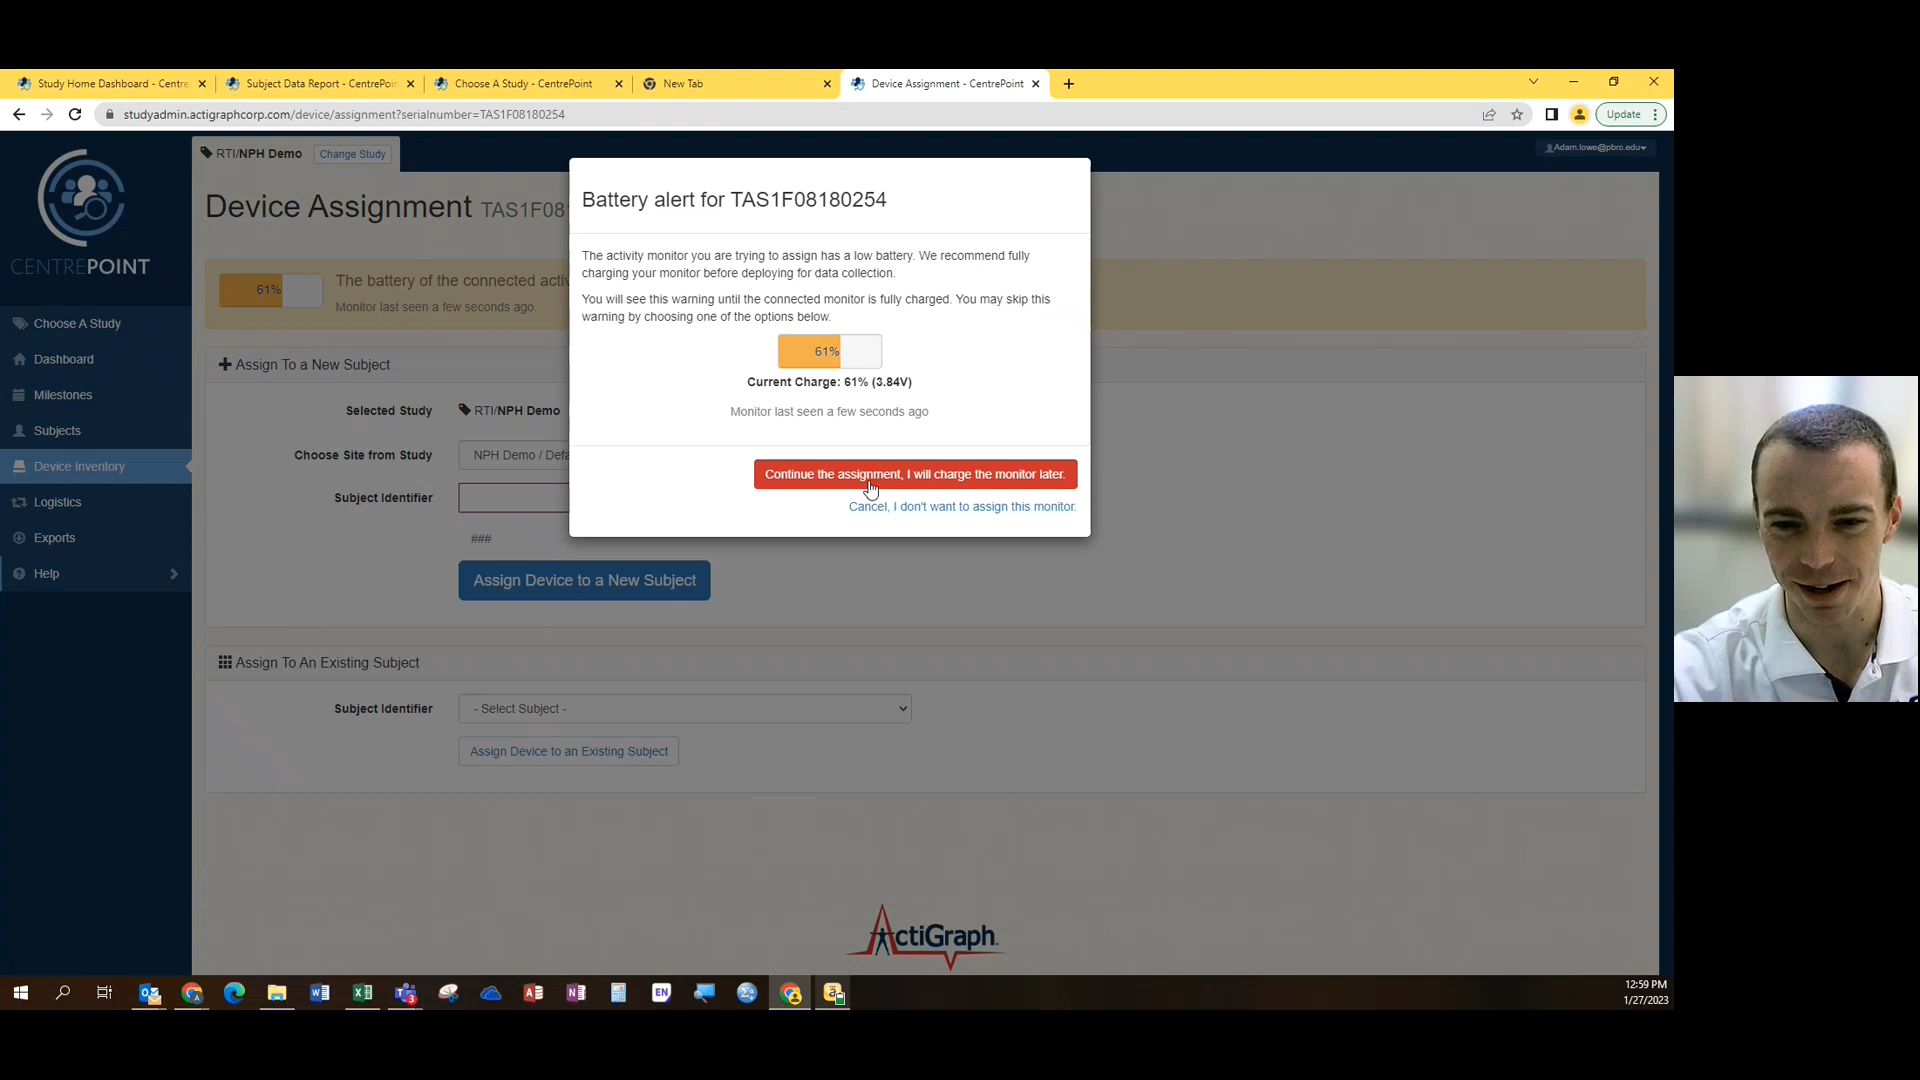 Study Home Dashboard - Centre
Subject Data Report - CentrePoin
Choose A Study - CentrePoint
New Tab
Device Assignment - CentrePoint
studyadmin.actigraphcorp.com/device/assignment?serialnumber=TAS1F08180254
Update
RTI/NPH Demo
Change Study
Adam.lowe@pbrc.edu
CENTREPOINT
Choose A Study
Dashboard
Milestones
Subjects
Device Inventory
Logistics
Exports
Help
Device Assignment TAS1F08
61%
The battery of the connected acti
Monitor last seen a few seconds ago.
Assign To a New Subject
Selected Study
RTI/NPH Demo
Choose Site from Study
NPH Demo / Defa
Subject Identifier
###
Assign Device to a New Subject
Assign To An Existing Subject
Subject Identifier
- Select Subject -
Assign Device to an Existing Subject
Battery alert for TAS1F08180254
The activity monitor you are trying to assign has a low battery. We recommend fully
charging your monitor before deploying for data collection.
You will see this warning until the connected monitor is fully charged. You may skip this
warning by choosing one of the options below.
61%
Current Charge: 61% (3.84V)
Monitor last seen a few seconds ago
Continue the assignment, I will charge the monitor later.
Cancel, I don't want to assign this monitor.
ActiGraph
EN
3
12:59 PM
1/27/2023